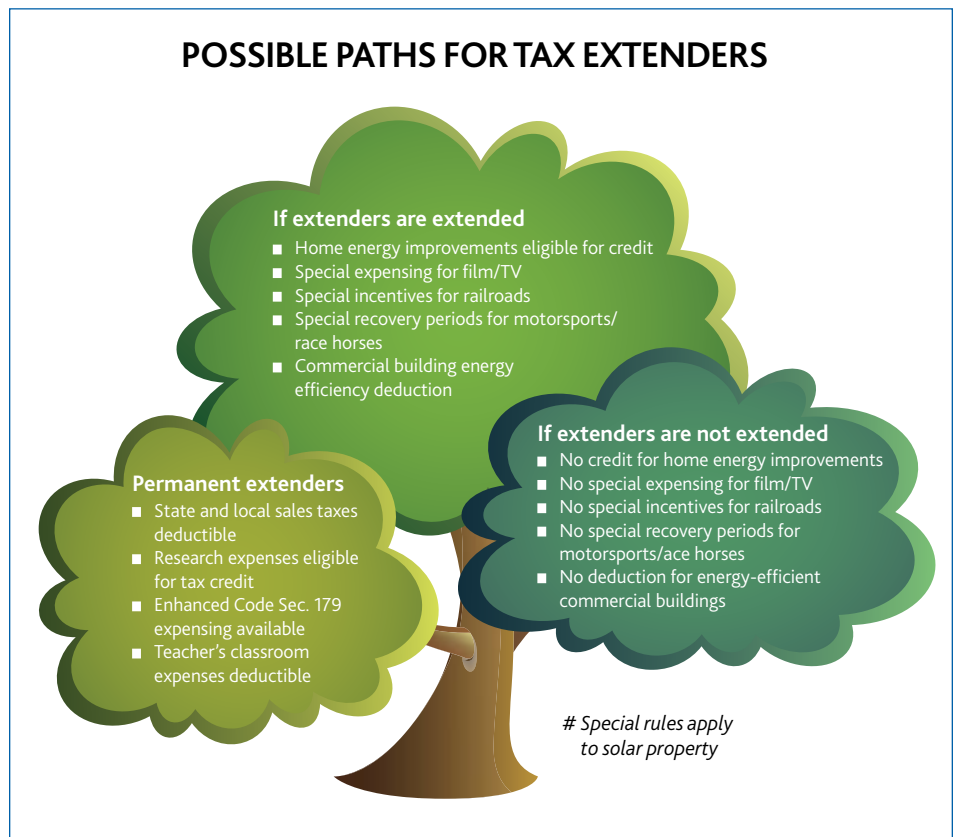 POSSIBLE PATHS FOR TAX EXTENDERS
If extenders are extended
■ Home energy improvements eligible for credit
■ Special expensing for film/TV
■ Special incentives for railroads
■ Special recovery periods for motorsports/
race horses
■ Commercial building energy
efficiency deduction
Permanent extenders
■ State and local sales taxes
deductible
■ Research expenses eligible
for tax credit
■ Enhanced Code Sec. 179
expensing available
■ Teacher's classroom
expenses deductible
If extenders are not extended
■ No credit for home energy improvements
■ No special expensing for film/TV
■ No special incentives for railroads
■ No special recovery periods for
motorsports/ace horses
■ No deduction for energy-efficient
commercial buildings
# Special rules apply
to solar property